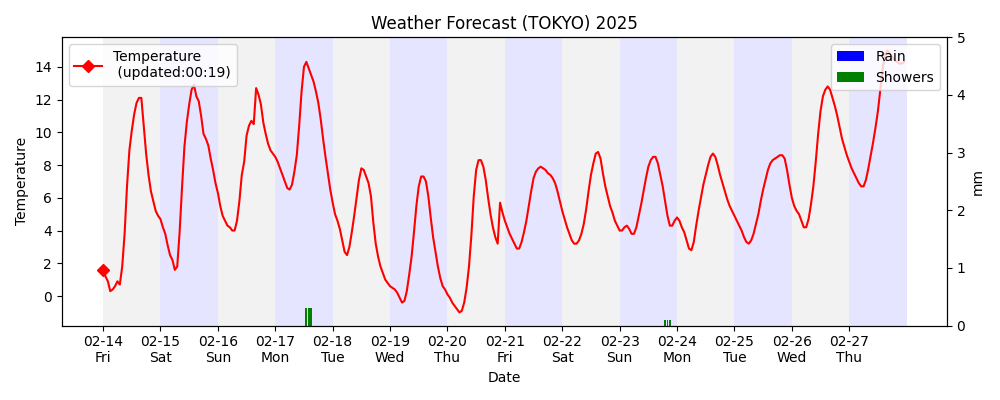 Weather Forecast (TOKYO) 2025
Temperature
(updated:00:19)
Rain
Showers
Temperature
14
12
10
8
6
4
2
0
5
4
3
2
1
0
mm
02-14 02-15 02-16 02-17 02-18 02-19 02-20 02-21 02-22 02-23 02-24 02-25 02-26 02-27
Fri Sat Sun Mon Tue Wed Thu Fri Sat Sun Mon Tue Wed Thu
Date